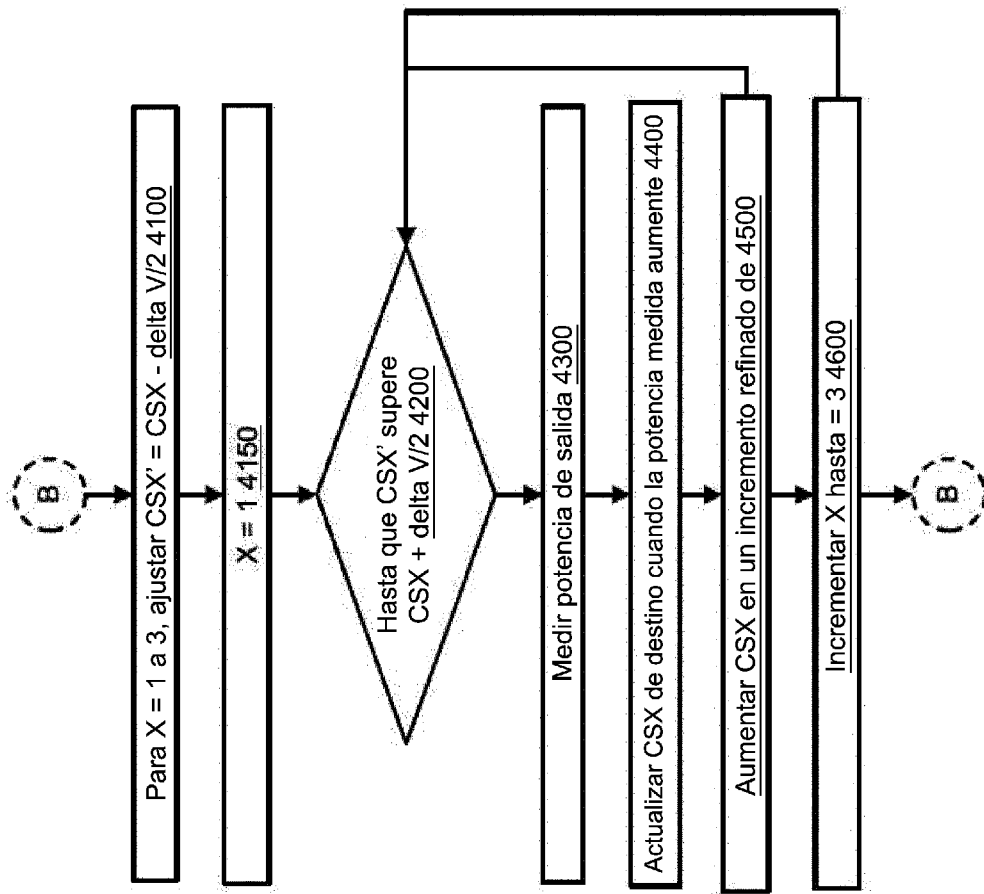 B
Para X = 1 a 3, ajustar CSX' = CSX - delta V/2 4100
X = 1 4150
Hasta que CSX' supere
CSX + delta V/2 4200
Medir potencia de salida 4300
Actualizar CSX de destino cuando la potencia medida aumente 4400
Aumentar CSX en un incremento refinado de 4500
Incrementar X hasta = 3 4600
B